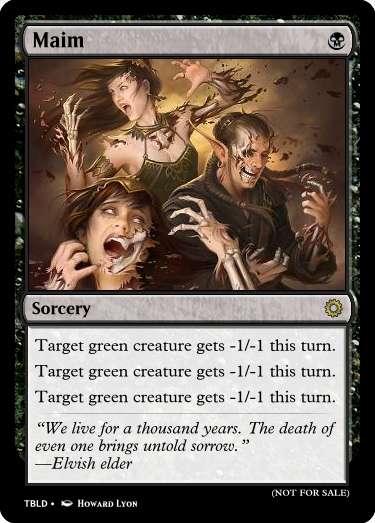 Maim
Sorcery
Target green creature gets -1/-1 this turn.
Target green creature gets -1/-1 this turn.
Target green creature gets -1/-1 this turn.
“We live for a thousand years. The death of
even one brings untold sorrow.”
—Elvish elder
(NOT FOR SALE)
TBLD • Howard Lyon